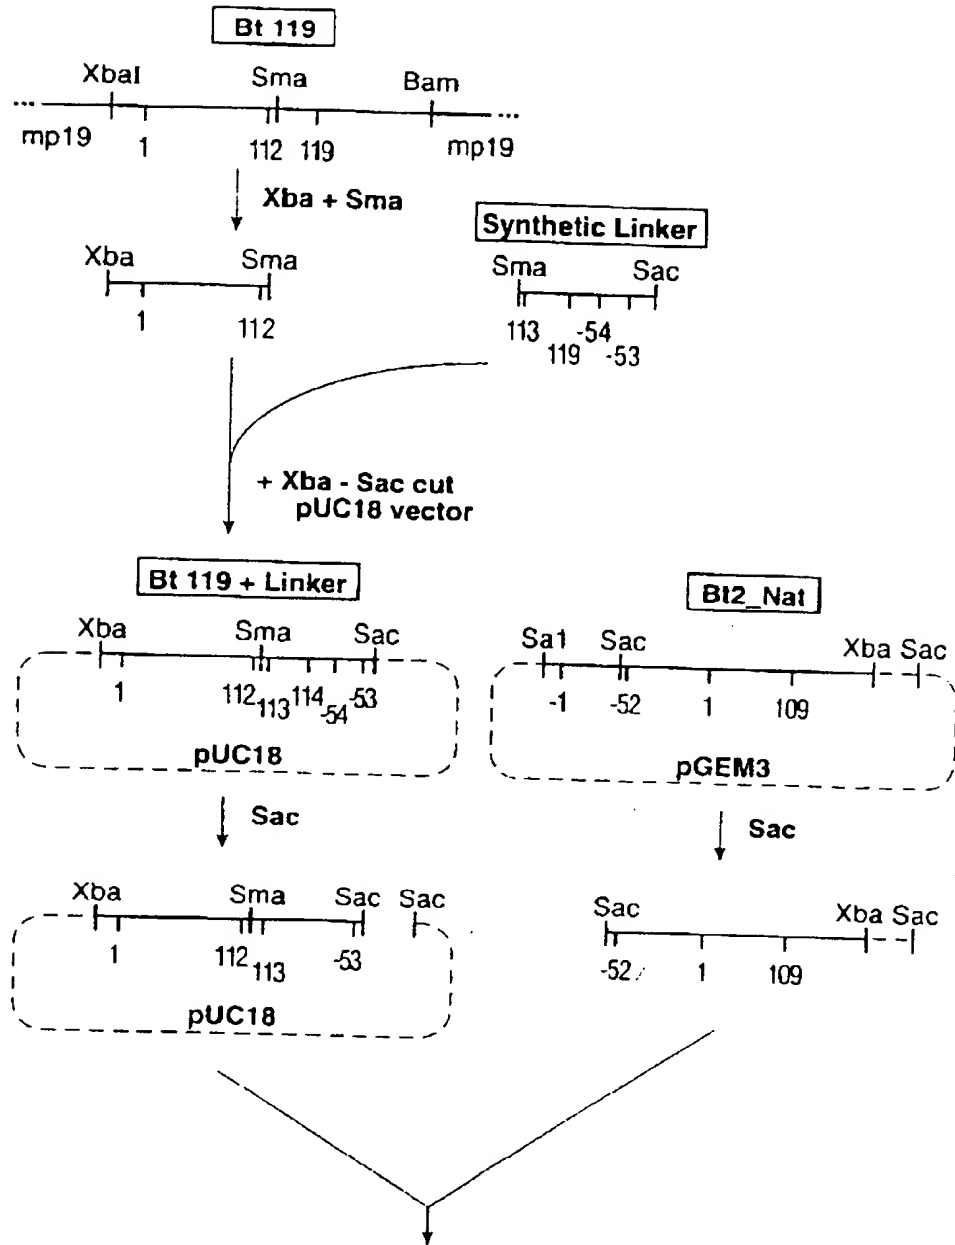 Bt 119
XbaI Sma Bam
... ...
mp19 1 112 119 mp19
Xba + Sma
Synthetic Linker
Xba Sma
Sma Sac
1 112
113 -54
119 -53
+ Xba - Sac cut
pUC18 vector
Bt 119 + Linker
Xba Sma Sac
1 112 114 -53
113 -54
pUC18
Bt2_Nat
Sa1 Sac Xba Sac
-1 -52 1 109
pGEM3
Sac
Sac
Xba Sma Sac Sac
1 112 -53
113
pUC18
Sac Xba Sac
-52 1 109